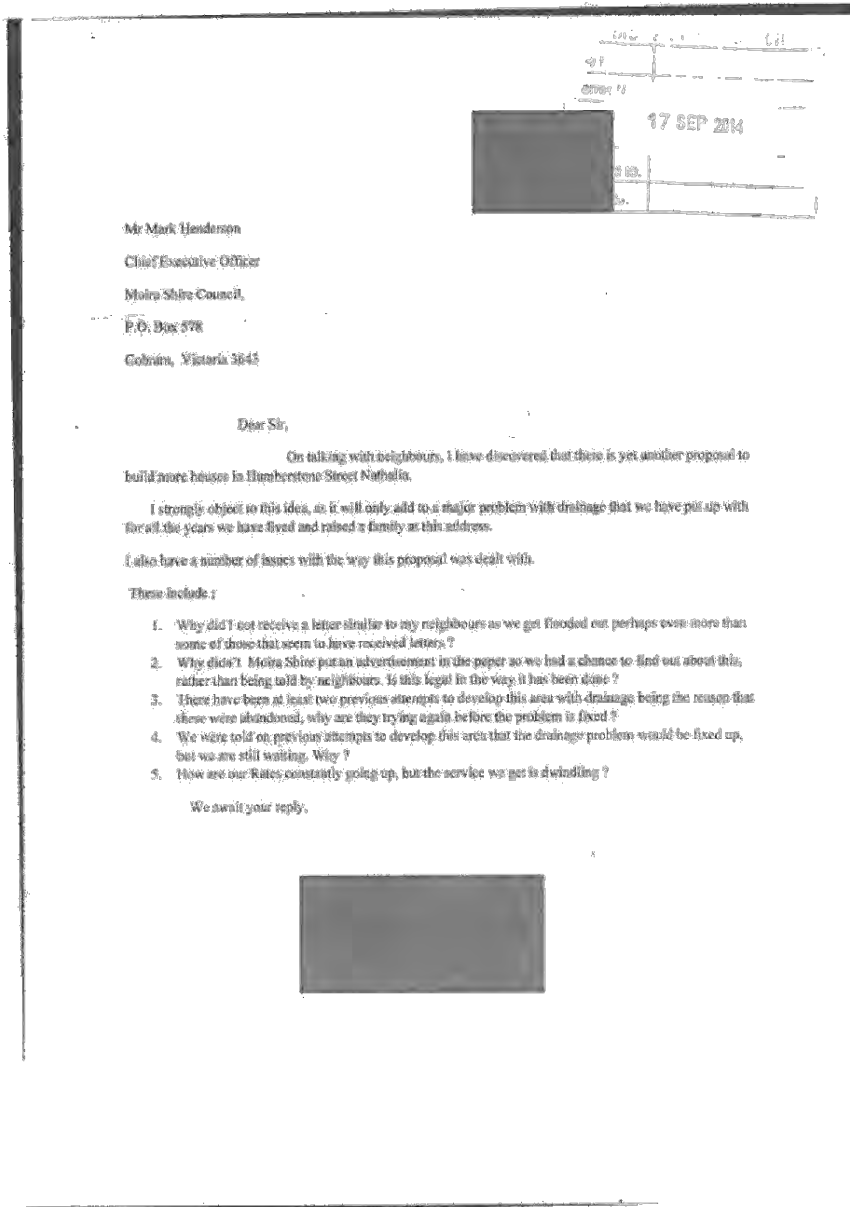 17 SEP 2014
Mr Mark Henderson
Chief Executive Officer
Moira Shire Council,
P.O. Box 578
Cobram, Victoria 3643
Dear Sir,
On talking with neighbours, I have discovered that there is yet another proposal to
build more houses in Humberstone Street Nathalia.
I strongly object to this idea, as it will only add to a major problem with drainage that we have put up with
for all the years we have lived and raised a family at this address.
I also have a number of issues with the way this proposal was dealt with.
These include ;
1. Why did I not receive a letter similar to my neighbours as we get flooded out perhaps even more than
some of those that seem to have received letters ?
2. Why didn't Moira Shire put an advertisement in the paper so we had a chance to find out about this,
rather than being told by neighbours. Is this legal in the way it has been done ?
3. There have been at least two previous attempts to develop this area with drainage being the reason that
these were abandoned, why are they trying again before the problem is fixed ?
4. We were told on previous attempts to develop this area that the drainage problem would be fixed up,
but we are still waiting. Why ?
5. How are our Rates constantly going up, but the service we get is dwindling ?
We await your reply.